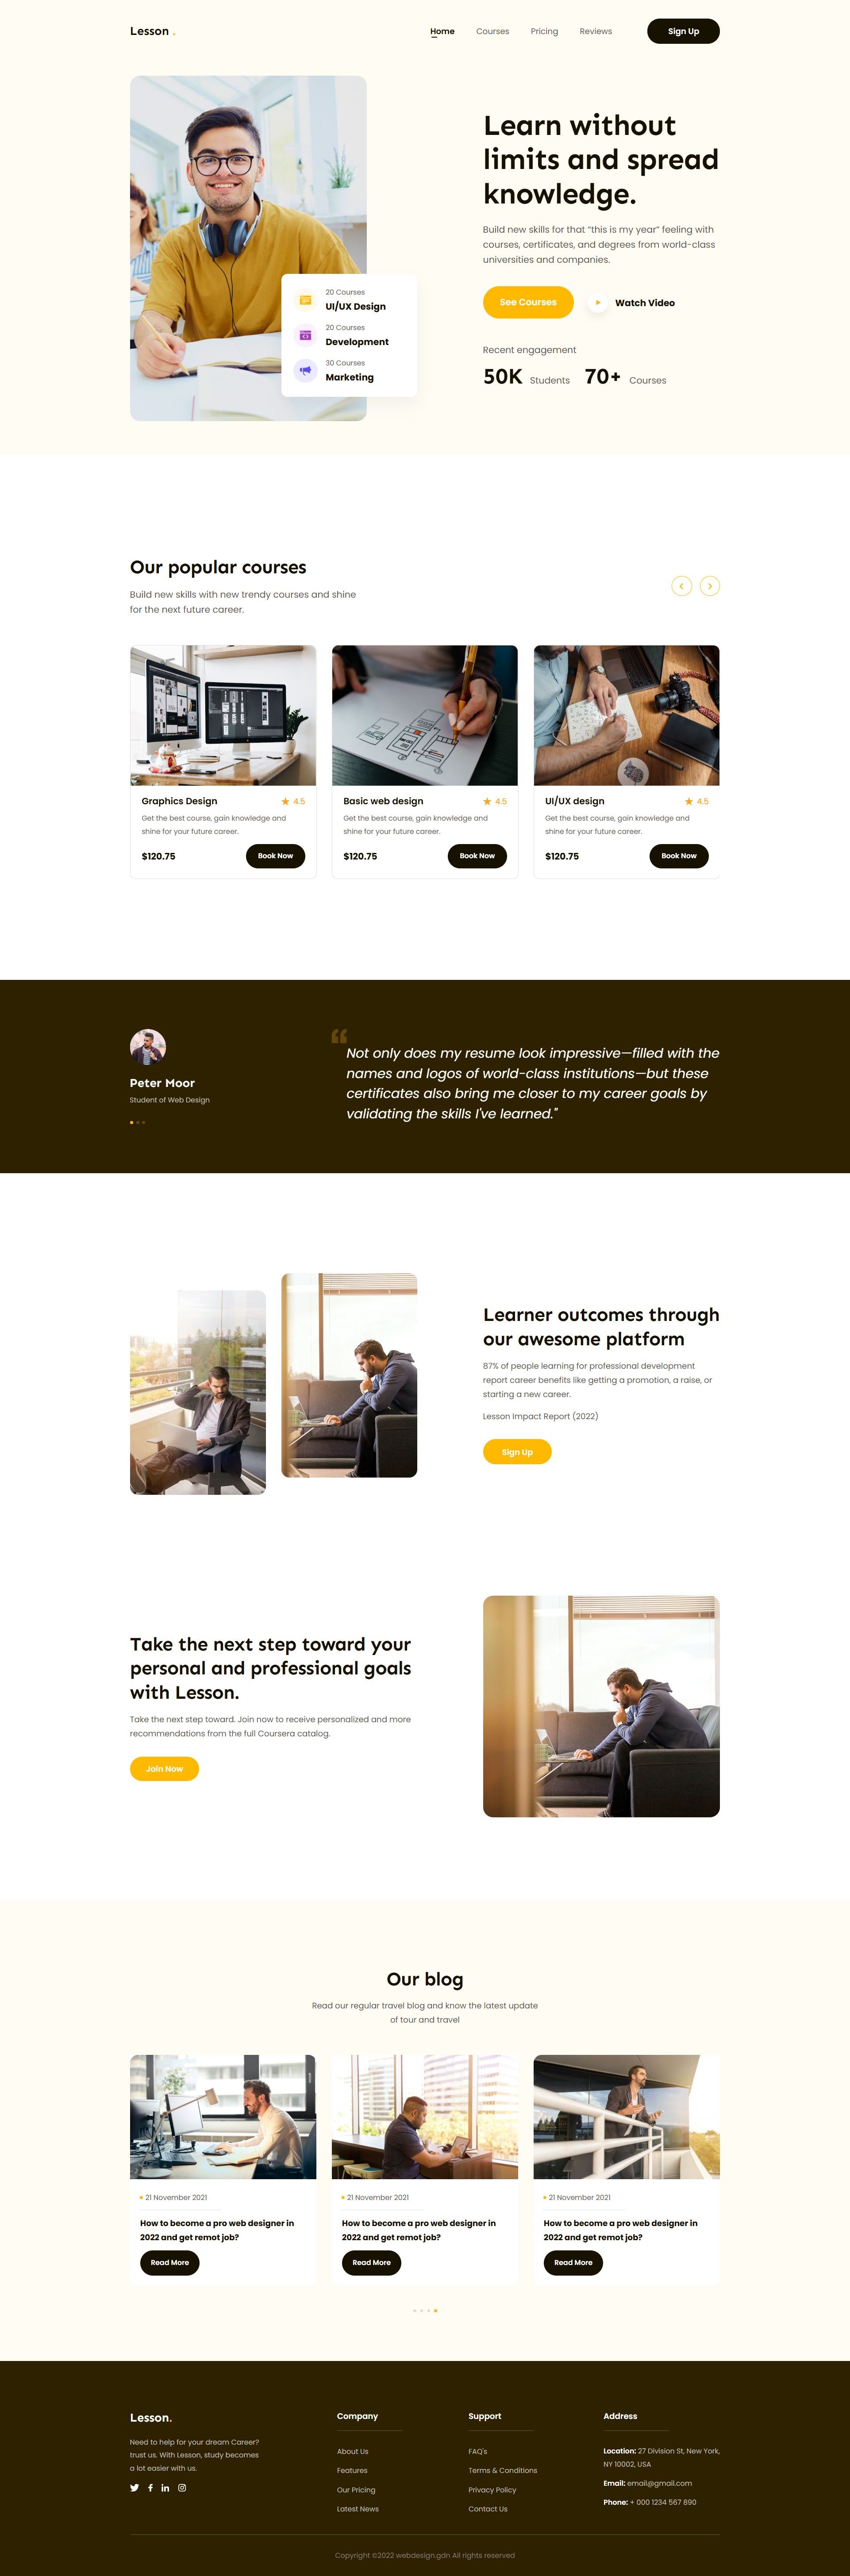 Lesson .
Home
Courses
Pricing
Reviews
Sign Up
Learn without
limits and spread
knowledge.
Build new skills for that “this is my year” feeling with
courses, certificates, and degrees from world-class
universities and companies.
See Courses
Watch Video
Recent engagement
50K Students 70+ Courses
20 Courses
UI/UX Design
20 Courses
Development
30 Courses
Marketing
Our popular courses
Build new skills with new trendy courses and shine
for the next future career.
Graphics Design 4.5
Get the best course, gain knowledge and
shine for your future career.
$120.75 Book Now
Basic web design 4.5
Get the best course, gain knowledge and
shine for your future career.
$120.75 Book Now
UI/UX design 4.5
Get the best course, gain knowledge and
shine for your future career.
$120.75 Book Now
Peter Moor
Student of Web Design
“
Not only does my resume look impressive—filled with the
names and logos of world-class institutions—but these
certificates also bring me closer to my career goals by
validating the skills I've learned."
Learner outcomes through
our awesome platform
87% of people learning for professional development
report career benefits like getting a promotion, a raise, or
starting a new career.
Lesson Impact Report (2022)
Sign Up
Take the next step toward your
personal and professional goals
with Lesson.
Take the next step toward. Join now to receive personalized and more
recommendations from the full Coursera catalog.
Join Now
Our blog
Read our regular travel blog and know the latest update
of tour and travel
21 November 2021
How to become a pro web designer in
2022 and get remot job?
Read More
21 November 2021
How to become a pro web designer in
2022 and get remot job?
Read More
21 November 2021
How to become a pro web designer in
2022 and get remot job?
Read More
Lesson.
Need to help for your dream Career?
trust us. With Lesson, study becomes
a lot easier with us.
Company
About Us
Features
Our Pricing
Latest News
Support
FAQ's
Terms & Conditions
Privacy Policy
Contact Us
Address
Location: 27 Division St, New York,
NY 10002, USA
Email: email@gmail.com
Phone: + 000 1234 567 890
Copyright ©2022 webdesign.gdn All rights reserved